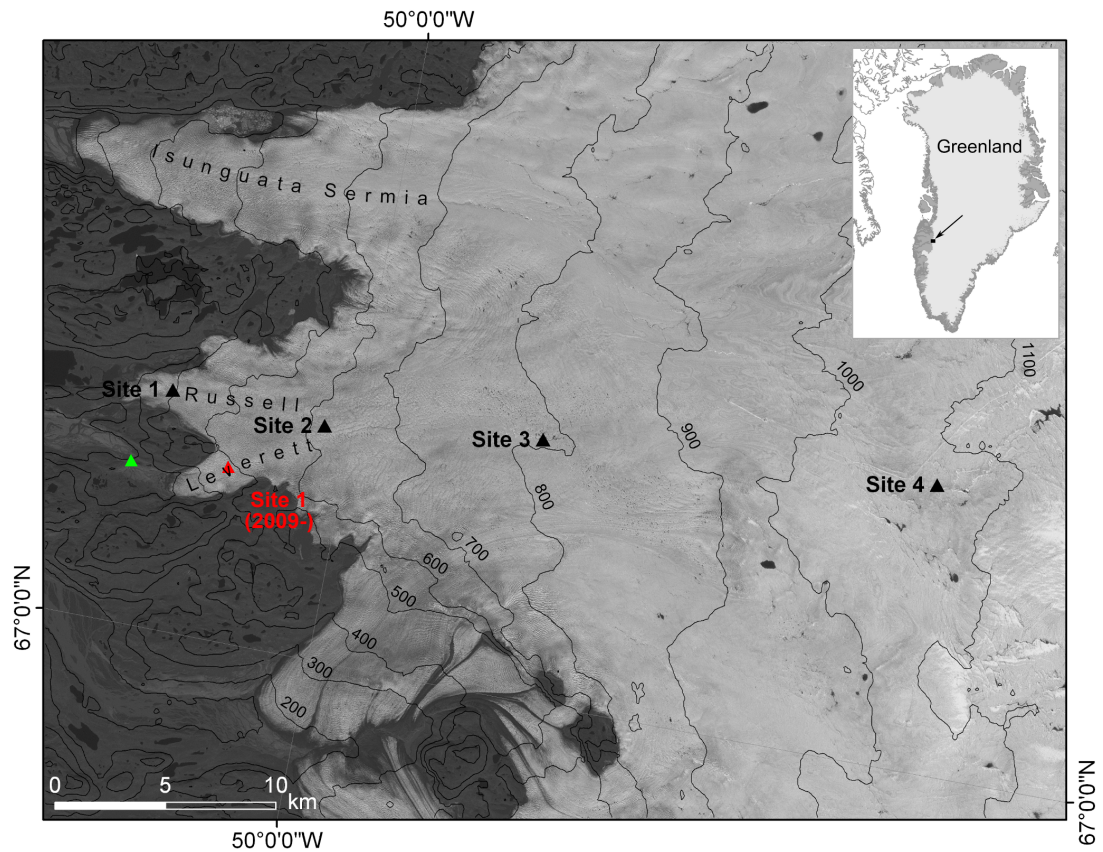 50°0'0"W
Isunguata Sermia
Greenland
1100
1000
900
Site 1
Russell
Site 2
Site 3
Leverett
Site 4
Site 1
(2009-)
800
700
600
500
400
300
200
67°0'0"N
67°0'0"N
0 5 10
km
50°0'0"W